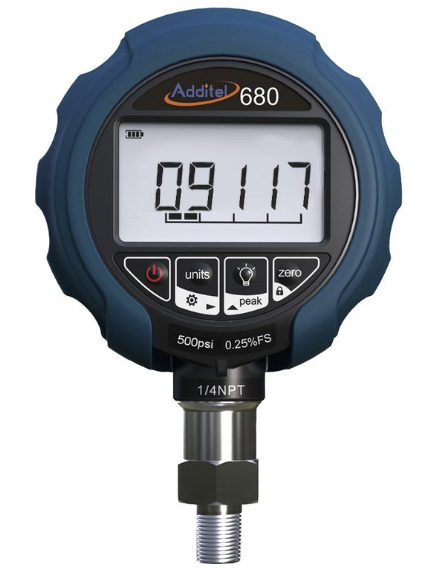 Additel 680
09117
units
zero
peak
500psi 0.25%FS
1/4NPT